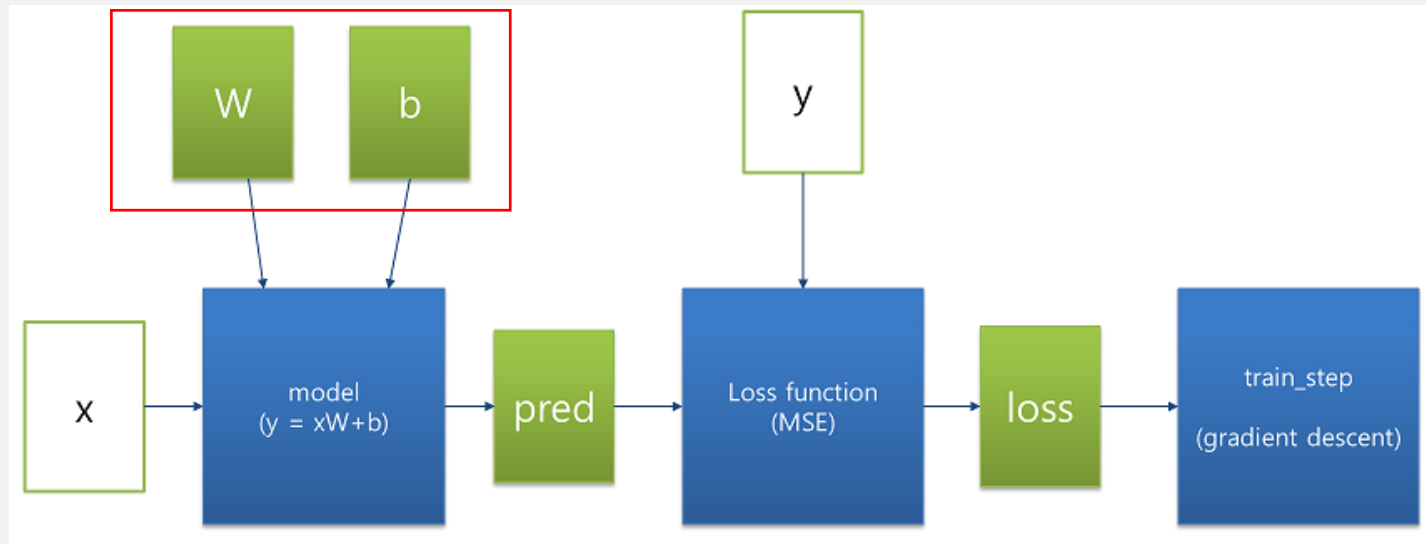 W
b
y
x
model
(y = xW+b)
pred
Loss function
(MSE)
loss
train_step
(gradient descent)